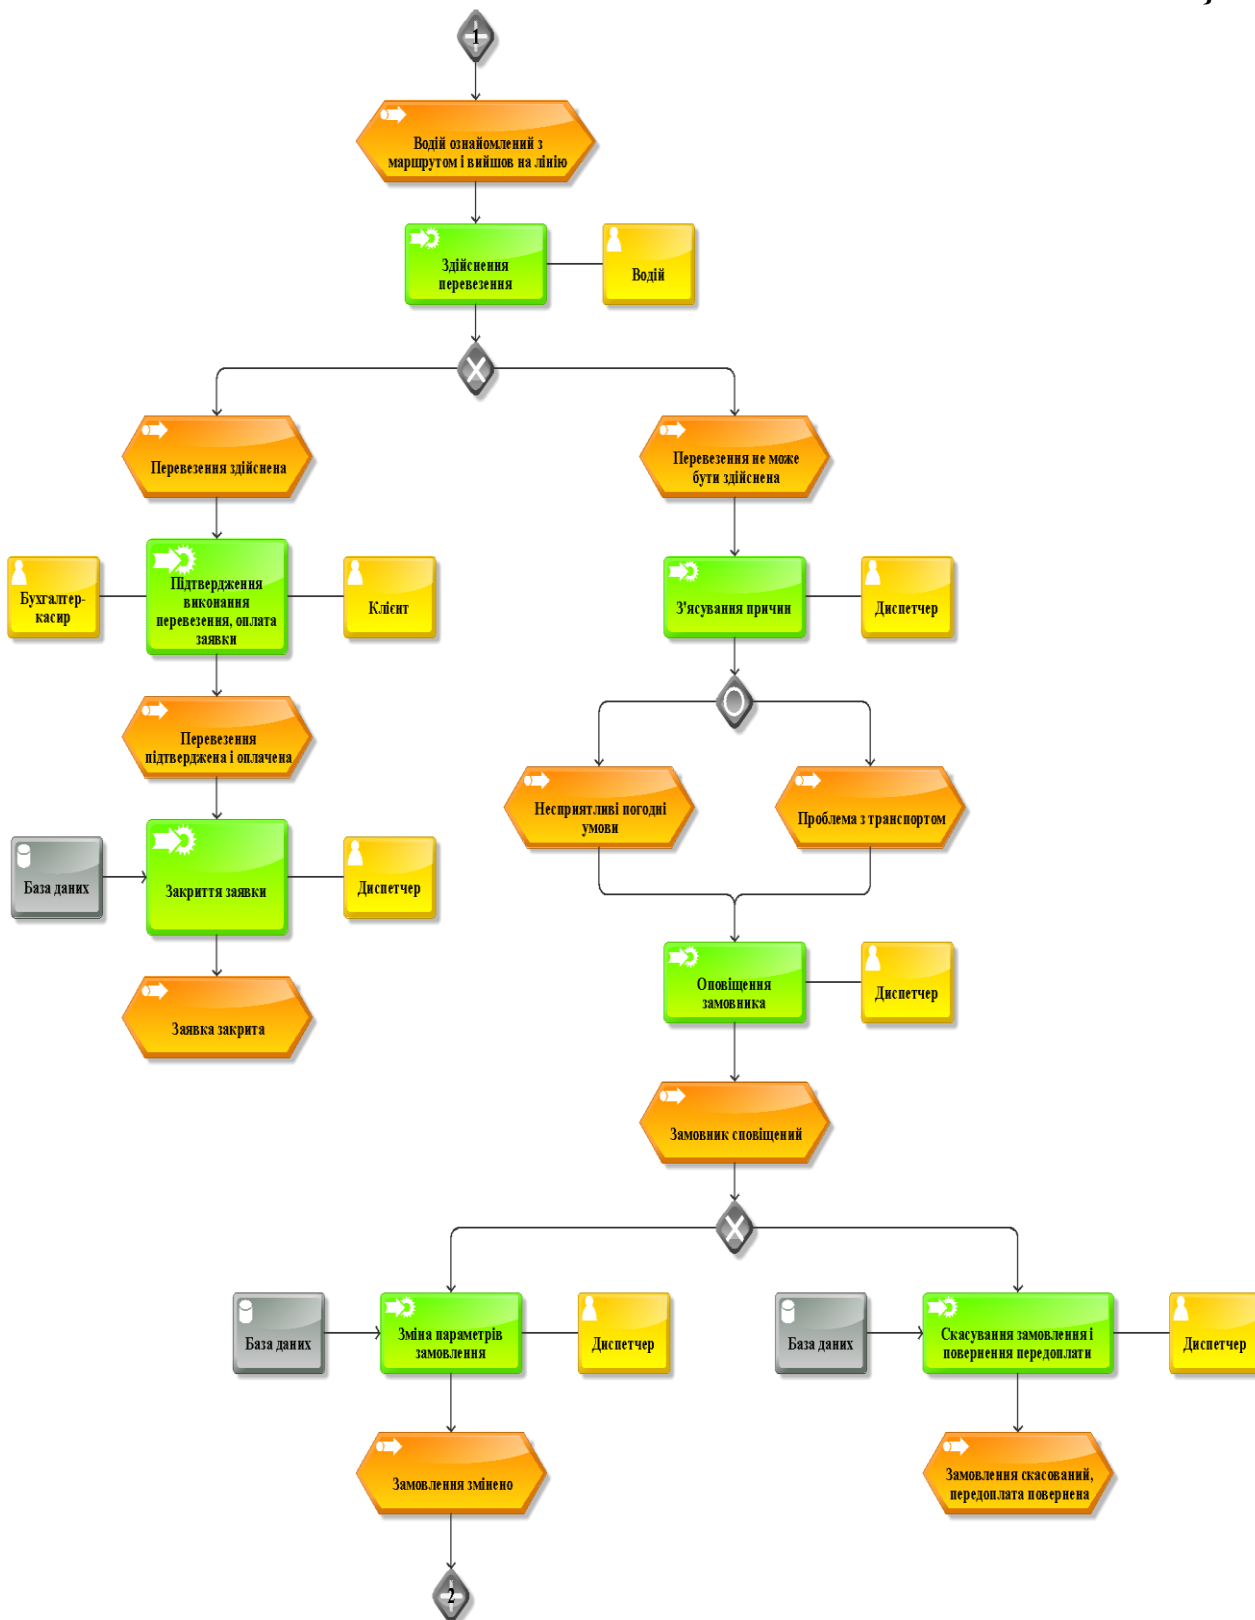 1
Водій ознайомлений з
маршрутом і вийшов на лінію
Здійснення
перевезення
Водій
Перевезення здійснена
Перевезення не може
бути здійснена
Бухгалтер-
касир
Підтвердження
виконання
перевезення, оплата
заявки
Клієнт
З'ясування причин
Диспетчер
Перевезення
підтверджена і оплачена
Несприятливі погодні
умови
Проблема з транспортом
База даних
Закриття заявки
Диспетчер
Оповіщення
замовника
Диспетчер
Заявка закрита
Замовник сповіщений
База даних
Зміна параметрів
замовлення
Диспетчер
База даних
Скасування замовлення і
повернення передоплати
Диспетчер
Замовлення змінено
Замовлення скасований,
передоплата повернена
2